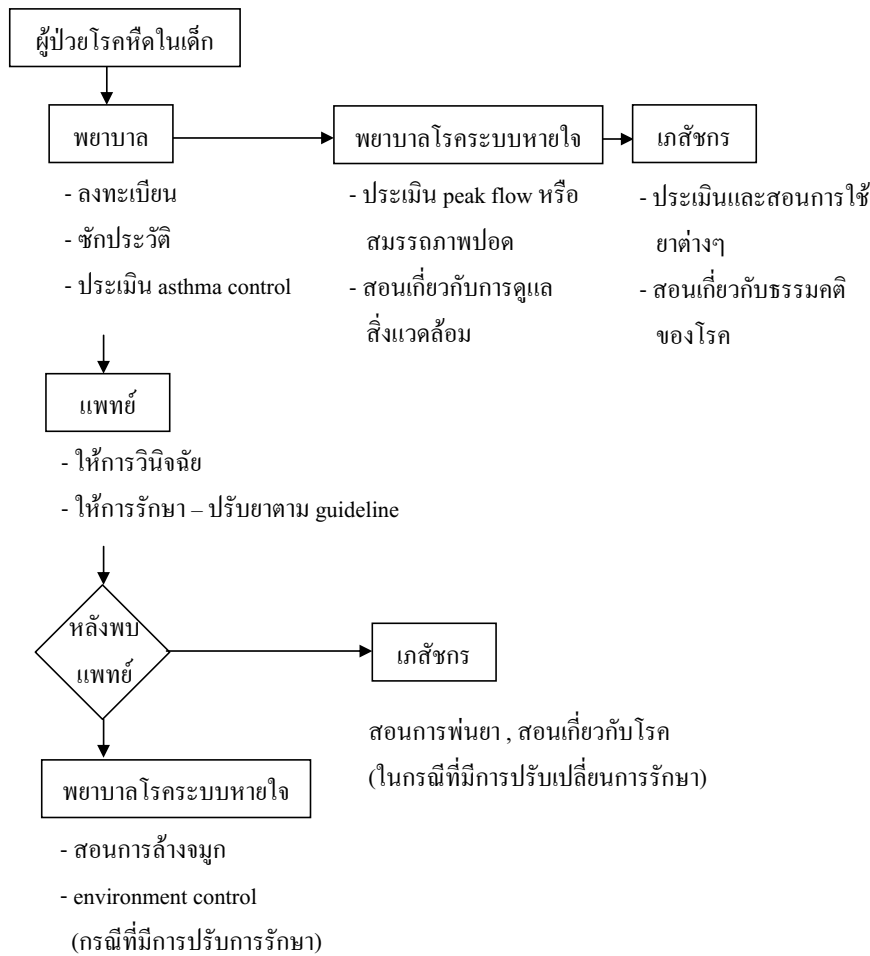 ผู้ป่วยโรคหืดในเด็ก
พยาบาล
- ลงทะเบียน
- ซักประวัติ
- ประเมิน asthma control
พยาบาลโรคระบบหายใจ
- ประเมิน peak flow หรือ
สมรรถภาพปอด
- สอนเกี่ยวกับการดูแล
สิ่งแวดล้อม
เภสัชกร
- ประเมินและสอนการใช้
ยาต่างๆ
- สอนเกี่ยวกับธรรมคติ
ของโรค
แพทย์
- ให้การวินิจฉัย
- ให้การรักษา – ปรับยาตาม guideline
หลังพบ
แพทย์
เภสัชกร
สอนการพ่นยา , สอนเกี่ยวกับโรค
(ในกรณีที่มีการปรับเปลี่ยนการรักษา)
พยาบาลโรคระบบหายใจ
- สอนการล้างจมูก
- environment control
(กรณีที่มีการปรับการรักษา)